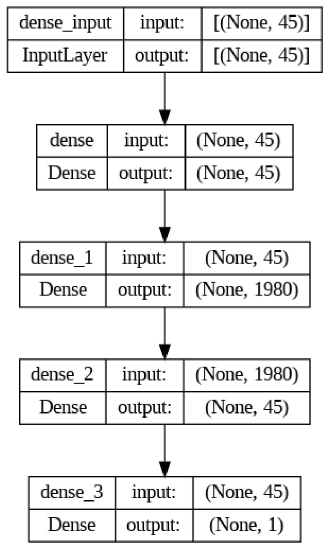 dense_input input: [(None, 45)]
InputLayer output: [(None, 45)]
dense input: (None, 45)
Dense output: (None, 45)
dense_1 input: (None, 45)
Dense output: (None, 1980)
dense_2 input: (None, 1980)
Dense output: (None, 45)
dense_3 input: (None, 45)
Dense output: (None, 1)